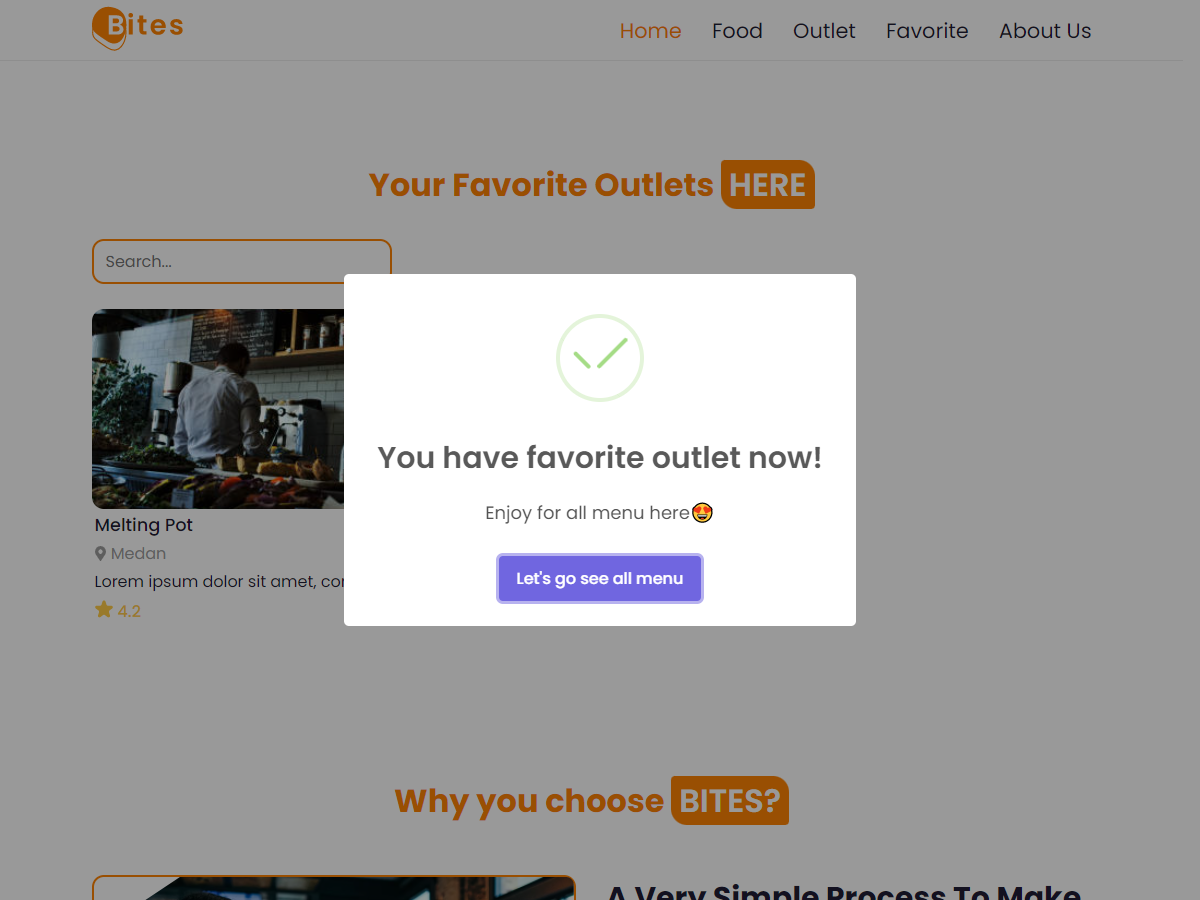 Bites
Home Food Outlet Favorite About Us
Your Favorite Outlets HERE
Search...
You have favorite outlet now!
Enjoy for all menu here😍
Let's go see all menu
Melting Pot
Medan
Lorem ipsum dolor sit amet,
4.2
Why you choose BITES?
A Very Simple Process To Make